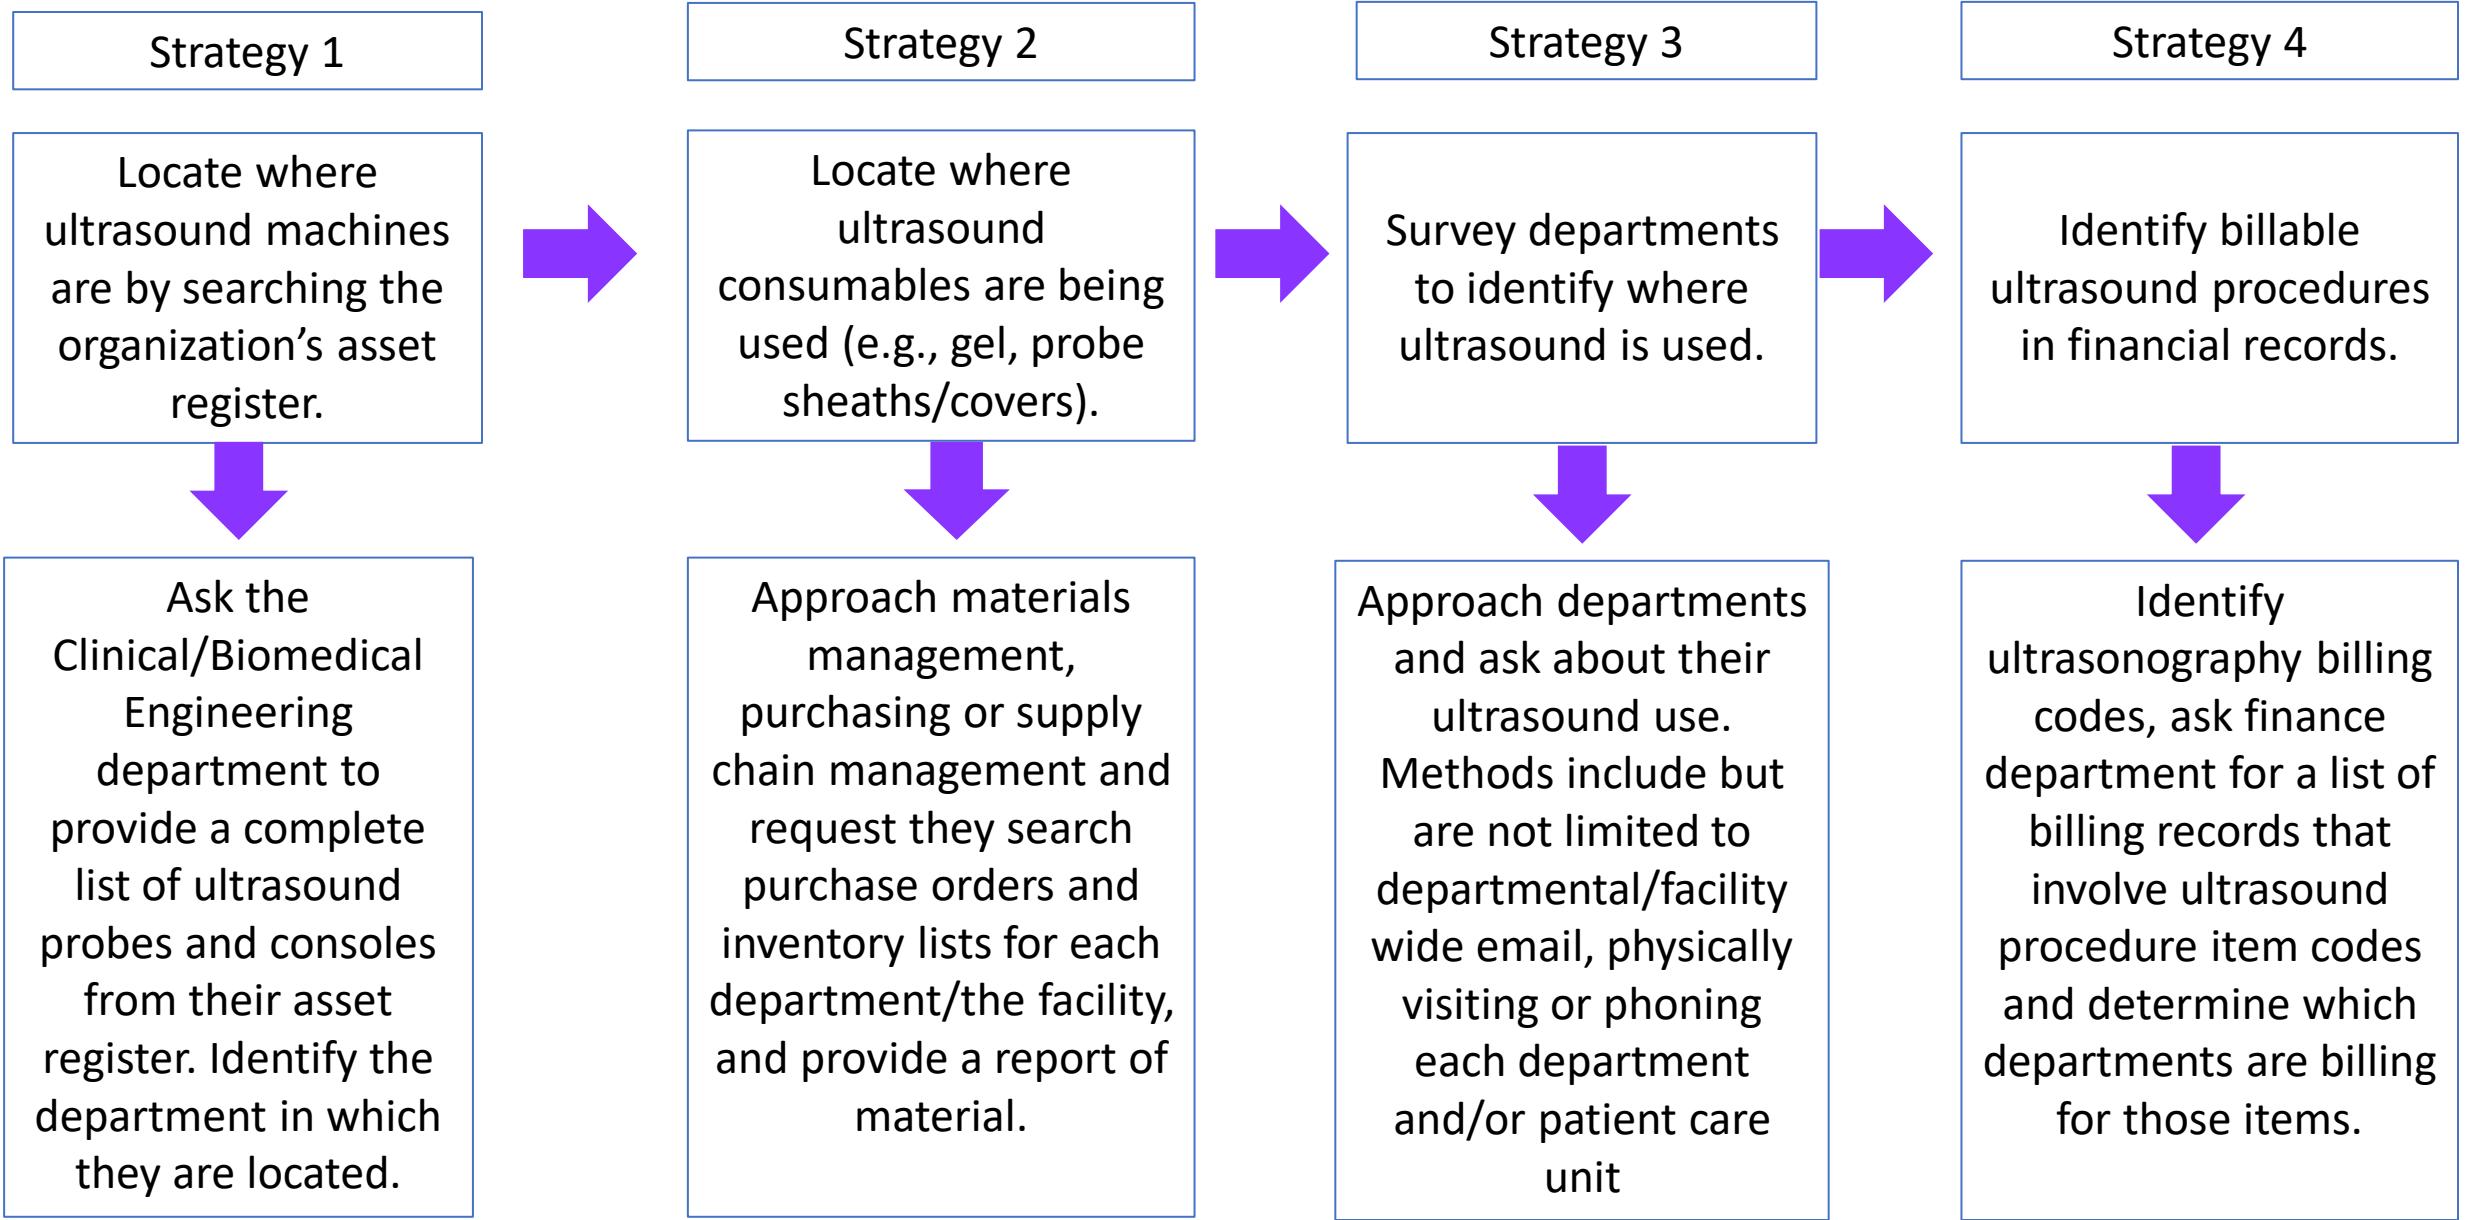 Strategy 1
Strategy 2
Strategy 3
Strategy 4
Locate where
ultrasound machines
are by searching the
organization’s asset
register.
Locate where
ultrasound
consumables are being
used (e.g., gel, probe
sheaths/covers).
Survey departments
to identify where
ultrasound is used.
Identify billable
ultrasound procedures
in financial records.
Ask the
Clinical/Biomedical
Engineering
department to
provide a complete
list of ultrasound
probes and consoles
from their asset
register. Identify the
department in which
they are located.
Approach materials
management,
purchasing or supply
chain management and
request they search
purchase orders and
inventory lists for each
department/the facility,
and provide a report of
material.
Approach departments
and ask about their
ultrasound use.
Methods include but
are not limited to
departmental/facility
wide email, physically
visiting or phoning
each department
and/or patient care
unit
Identify
ultrasonography billing
codes, ask finance
department for a list of
billing records that
involve ultrasound
procedure item codes
and determine which
departments are billing
for those items.